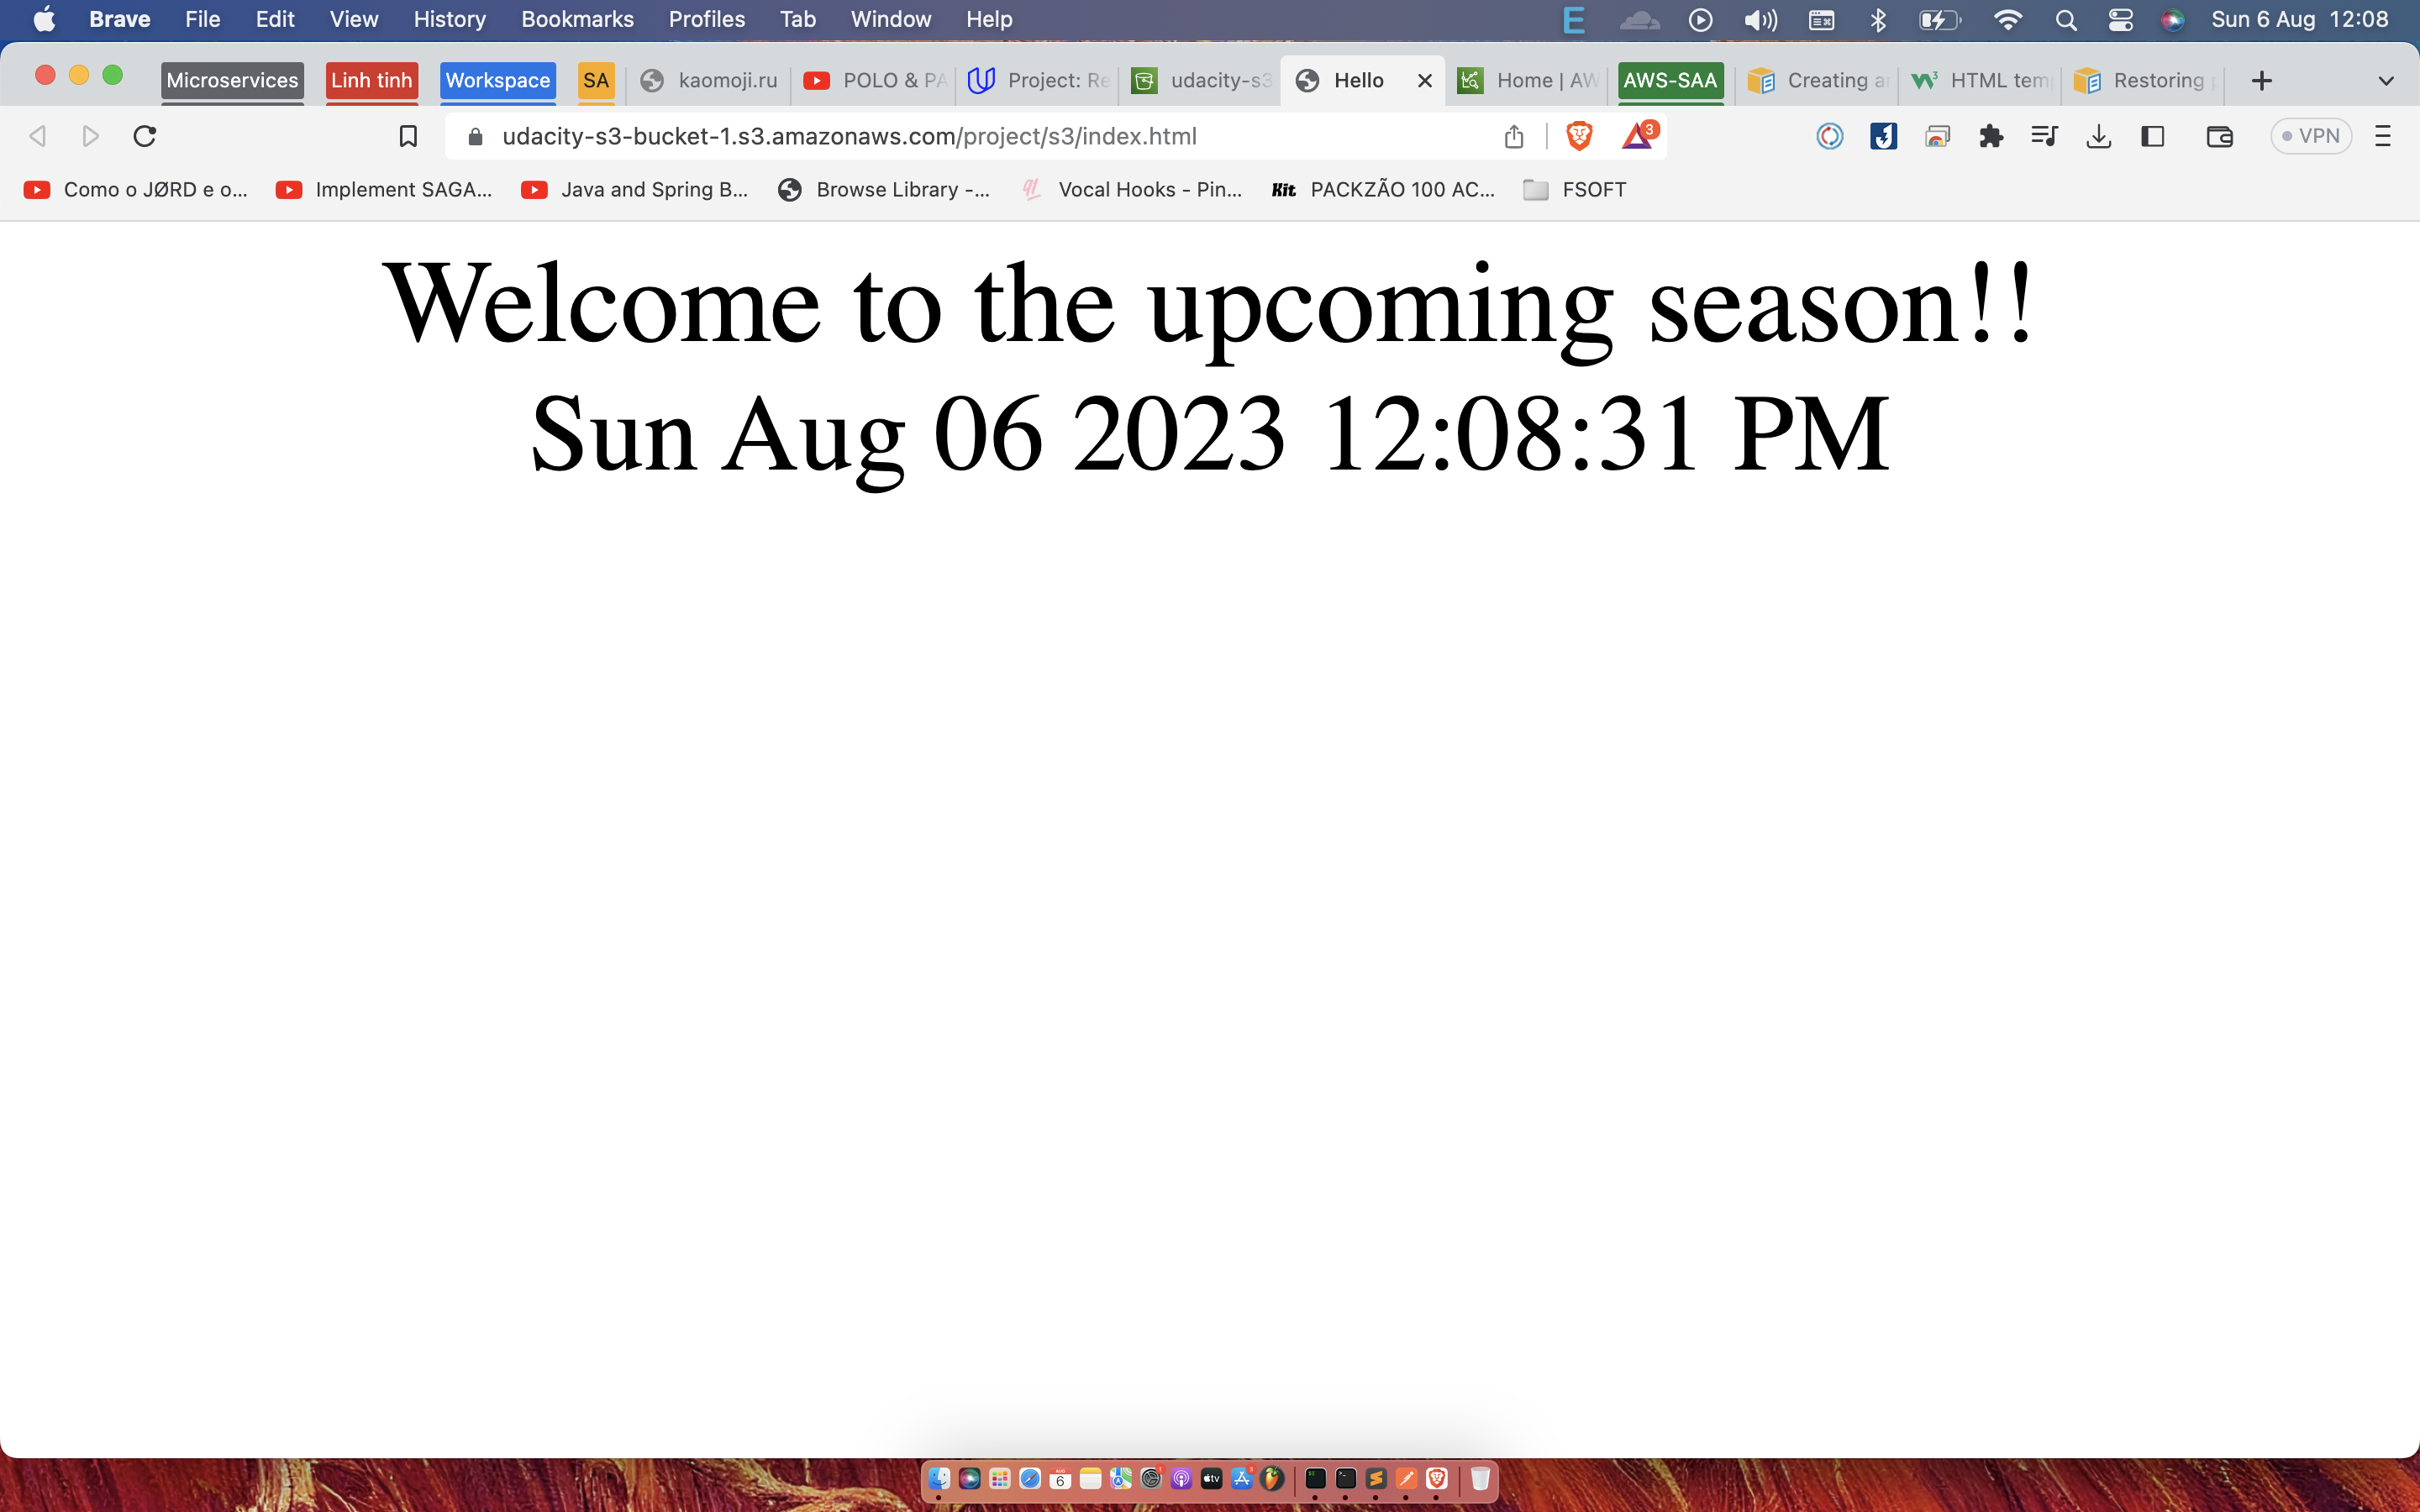 Brave File Edit View History Bookmarks Profiles Tab Window Help Sun 6 Aug 12:08
Microservices Linh tinh Workspace SA kaomoji.ru POLO & PA Project: Re udacity-s3 Hello Home | AW AWS-SAA Creating a HTML tem Restoring
udacity-s3-bucket-1.s3.amazonaws.com/project/s3/index.html 3 VPN
Como o JØRD e o... Implement SAGA... Java and Spring B... Browse Library -... Vocal Hooks - Pin... Kit PACKZÃO 100 AC... FSOFT
Welcome to the upcoming season!!
Sun Aug 06 2023 12:08:31 PM